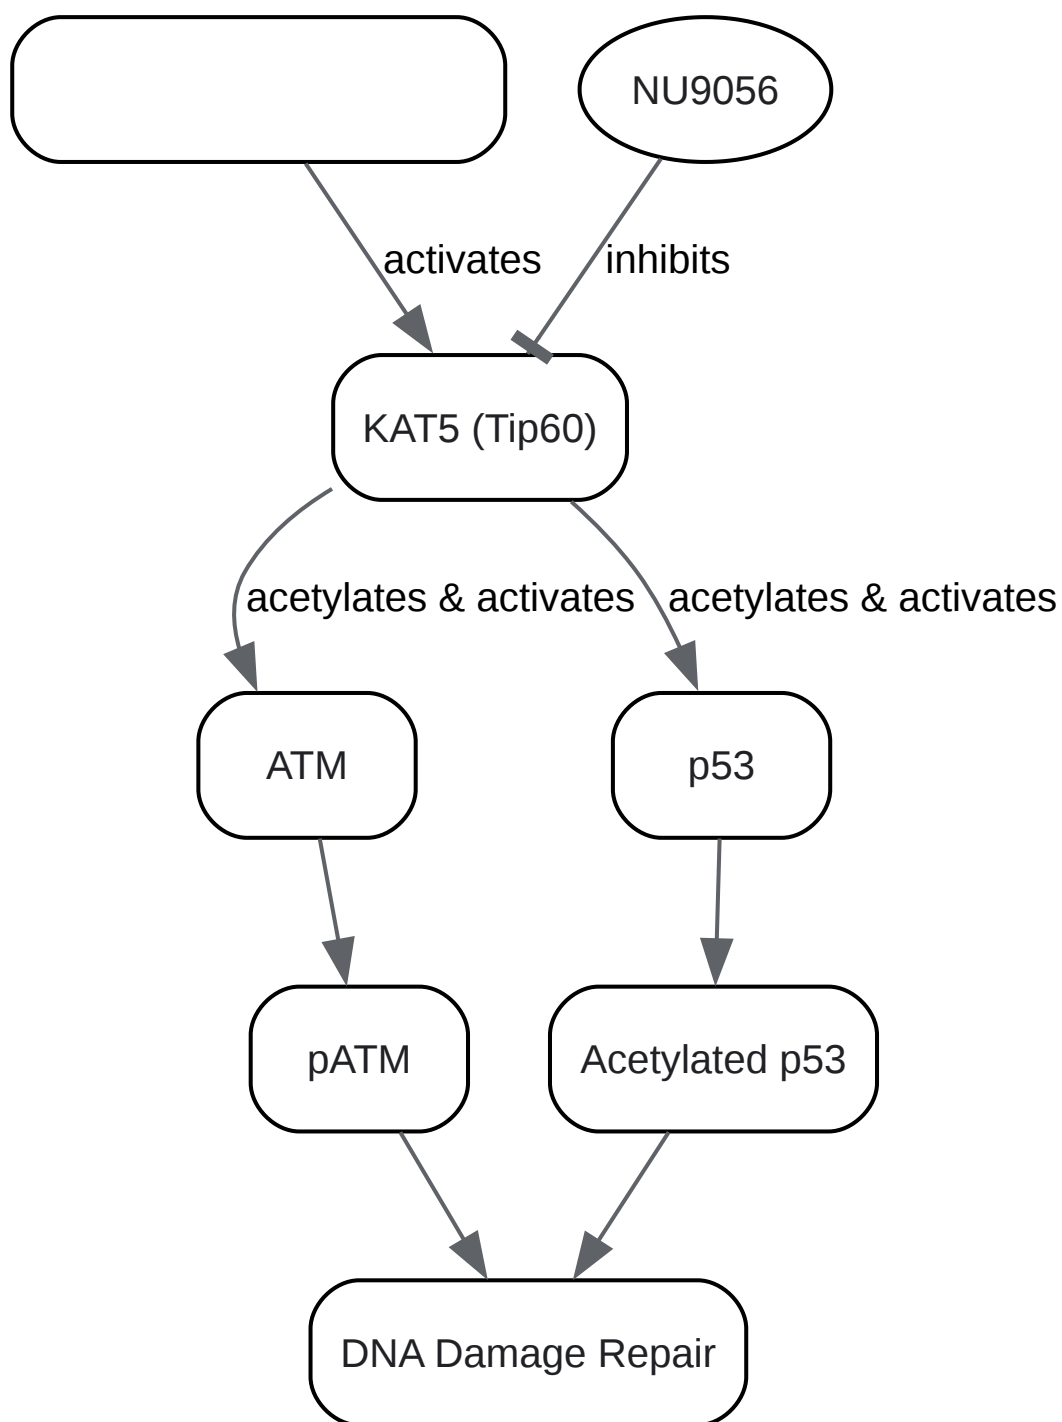 NU9056
activates
inhibits
KAT5 (Tip60)
acetylates & activates
acetylates & activates
ATM
p53
pATM
Acetylated p53
DNA Damage Repair